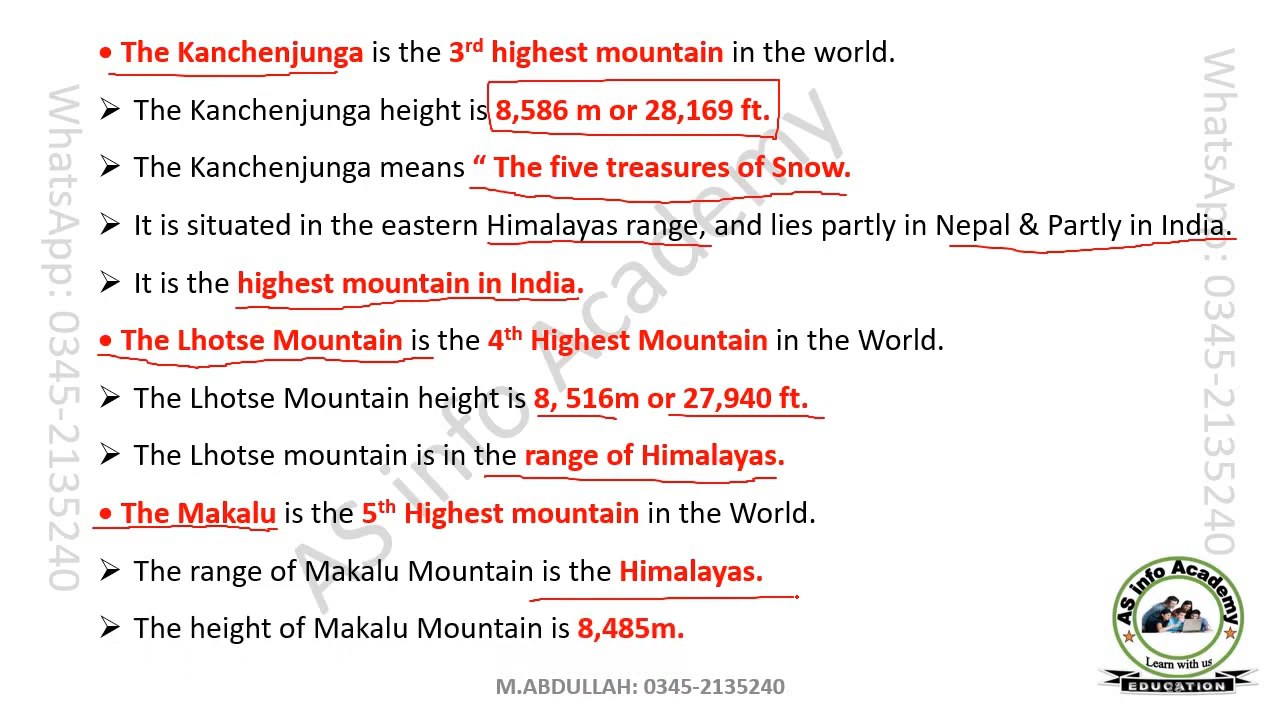 • The Kanchenjunga is the 3rd highest mountain in the world.
➢ The Kanchenjunga height is 8,586 m or 28,169 ft.
➢ The Kanchenjunga means “ The five treasures of Snow.
➢ It is situated in the eastern Himalayas range, and lies partly in Nepal & Partly in India.
➢ It is the highest mountain in India.
• The Lhotse Mountain is the 4th Highest Mountain in the World.
➢ The Lhotse Mountain height is 8, 516m or 27,940 ft.
➢ The Lhotse mountain is in the range of Himalayas.
• The Makalu is the 5th Highest mountain in the World.
➢ The range of Makalu Mountain is the Himalayas.
➢ The height of Makalu Mountain is 8,485m.
M.ABDULLAH: 0345-2135240
WhatsApp: 0345-2135240
WhatsApp: 0345-2135240
AS info Academy
AS info Academy
Learn with us
EDUCATION